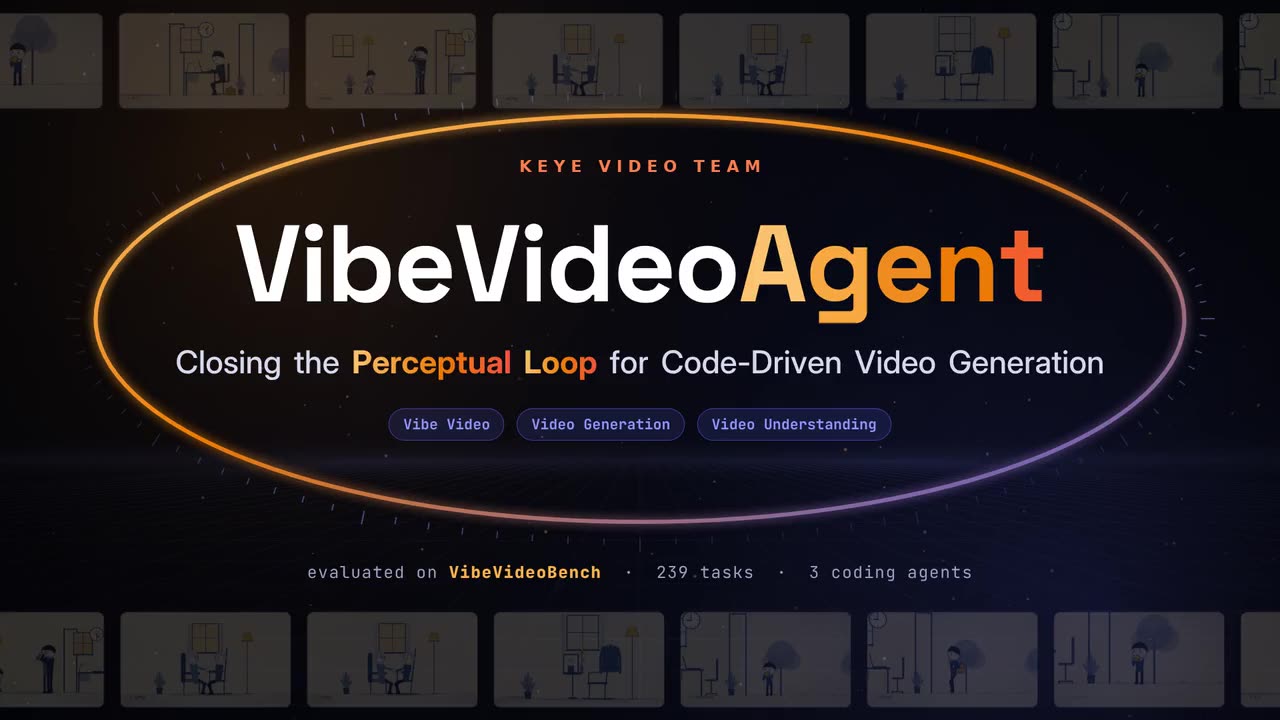 KEYE VIDEO TEAM
VibeVideoAgent
Closing the Perceptual Loop for Code-Driven Video Generation
Vibe Video Video Generation Video Understanding
evaluated on VibeVideoBench · 239 tasks · 3 coding agents